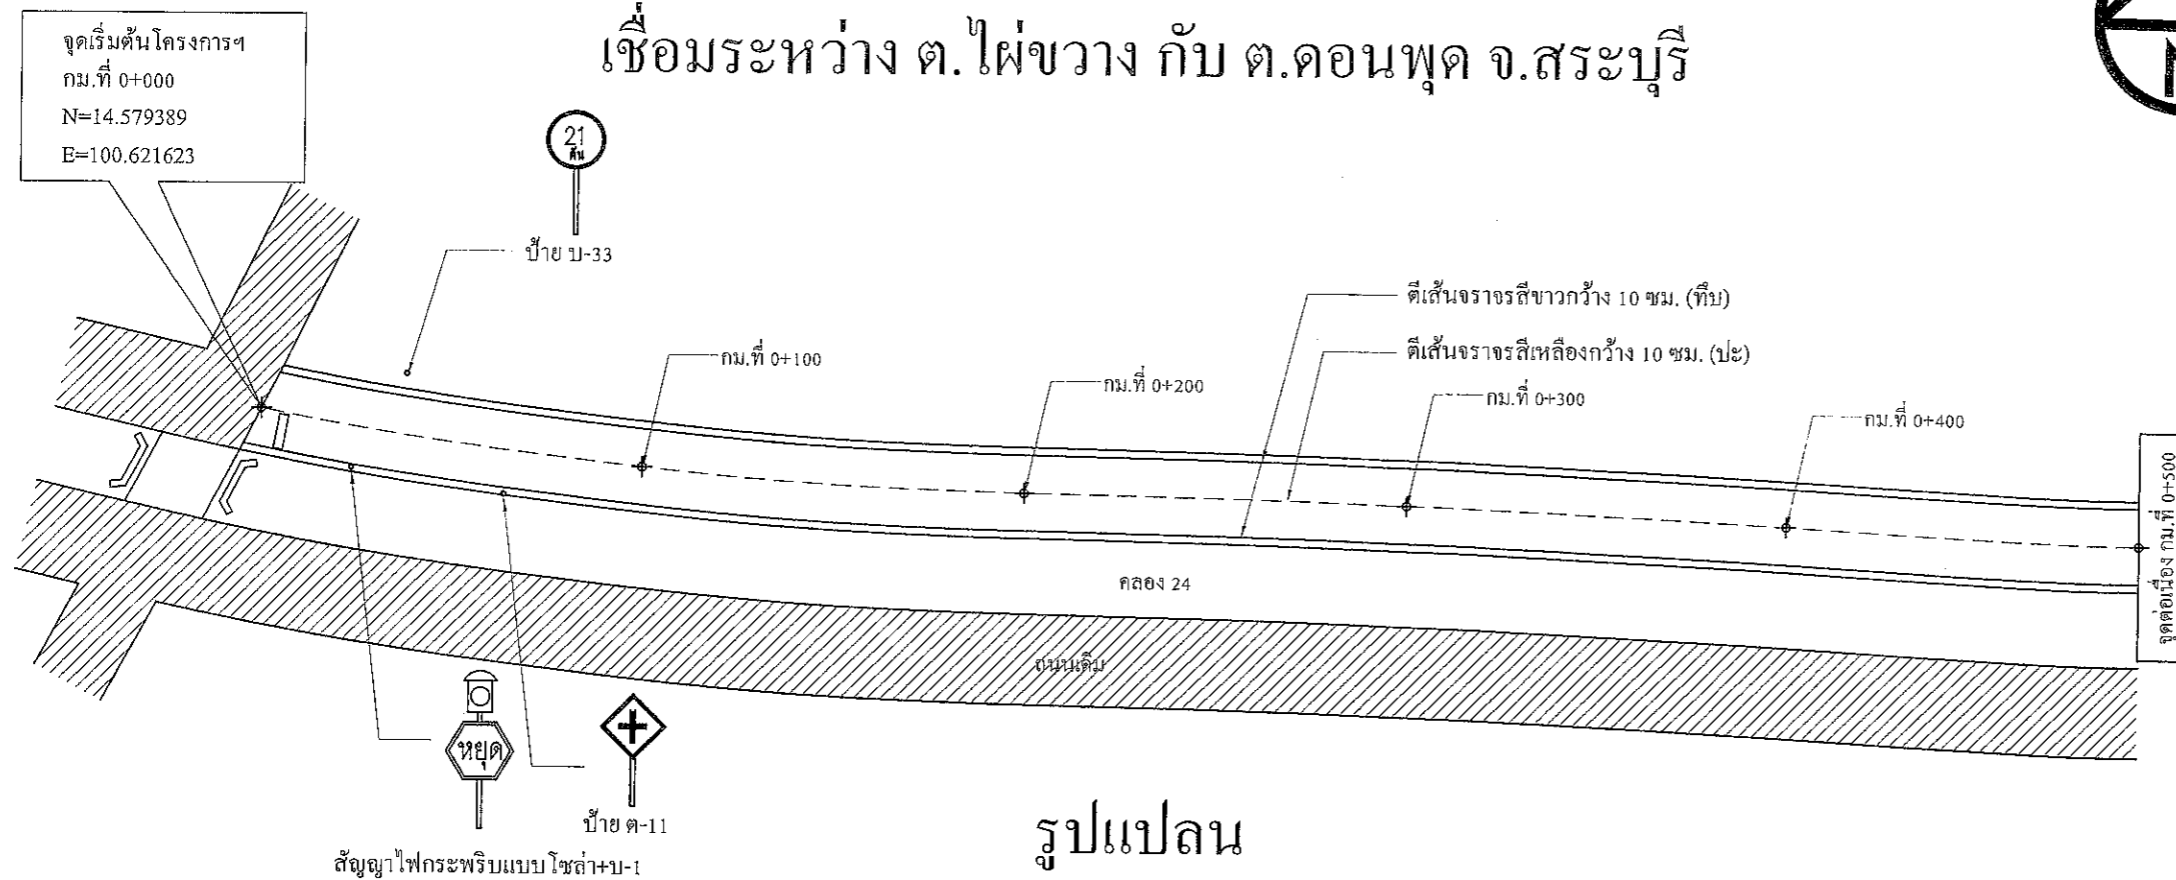 เชื่อมระหว่าง ต.ไผ่ขวาง กับ ต.ดอนพุด จ.สระบุรี
จุดเริ่มต้นโครงการฯ
กม.ที่ 0+000
N=14.579389
E=100.621623
21
ตัน
ป้าย บ-33
ตีเส้นจราจรสีขาวกว้าง 10 ซม. (ทึบ)
ตีเส้นจราจรสีเหลืองกว้าง 10 ซม. (ปะ)
กม.ที่ 0+100
กม.ที่ 0+200
กม.ที่ 0+300
กม.ที่ 0+400
จุดต่อเนื่อง กม.ที่ 0+500
คลอง 24
ถนนเดิม
หยุด
ป้าย ต-11
สัญญาไฟกระพริบแบบโซล่า+บ-1
รูปแปลน